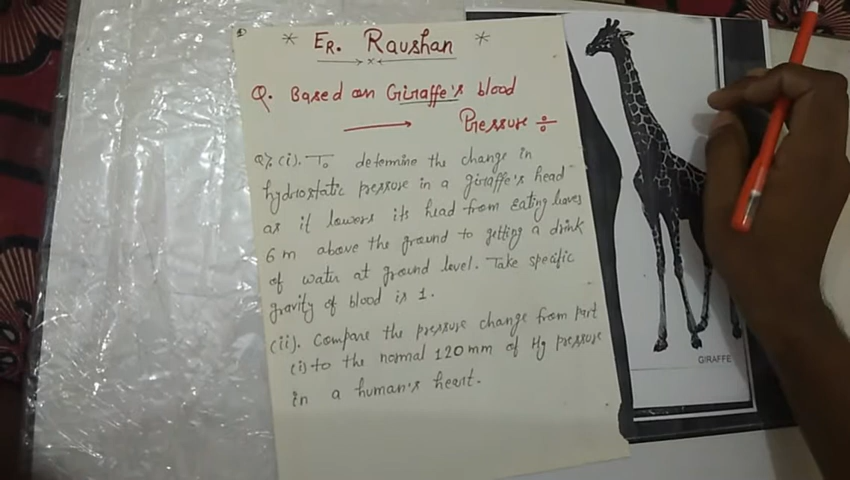 * ER. Raushan *
Q. Based on Giraffe's blood
Pressure ÷
Q/. (i). To determine the change in
hydrostatic pressure in a giraffe's head
as it lowers its head from eating leaves
6 m above the ground to getting a drink
of water at ground level. Take specific
gravity of blood is 1.
(ii). Compare the pressure change from part
(i) to the normal 120 mm of Hg pressure
in a human's heart.
GIRAFFE